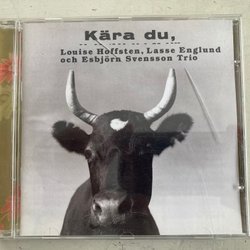 Kära du,
Louise Hoffsten, Lasse Englund
och Esbjörn Svensson Trio